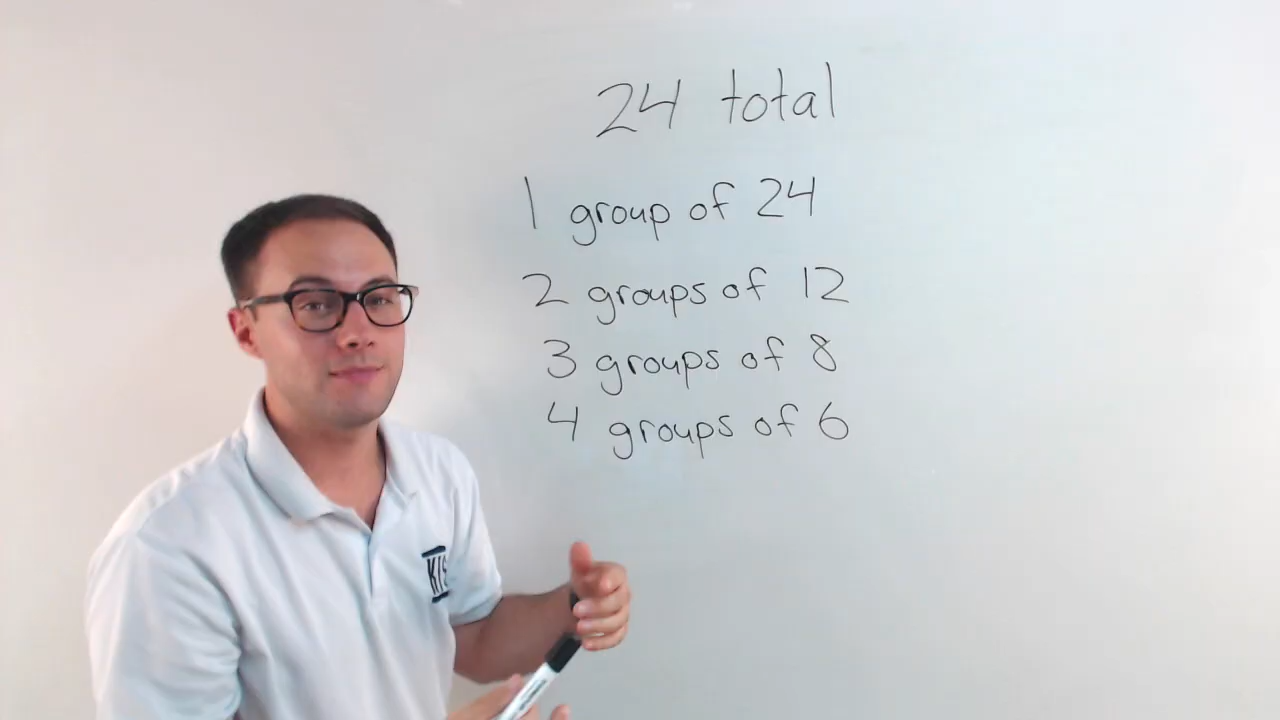 24 total
1 group of 24
2 groups of 12
3 groups of 8
4 groups of 6